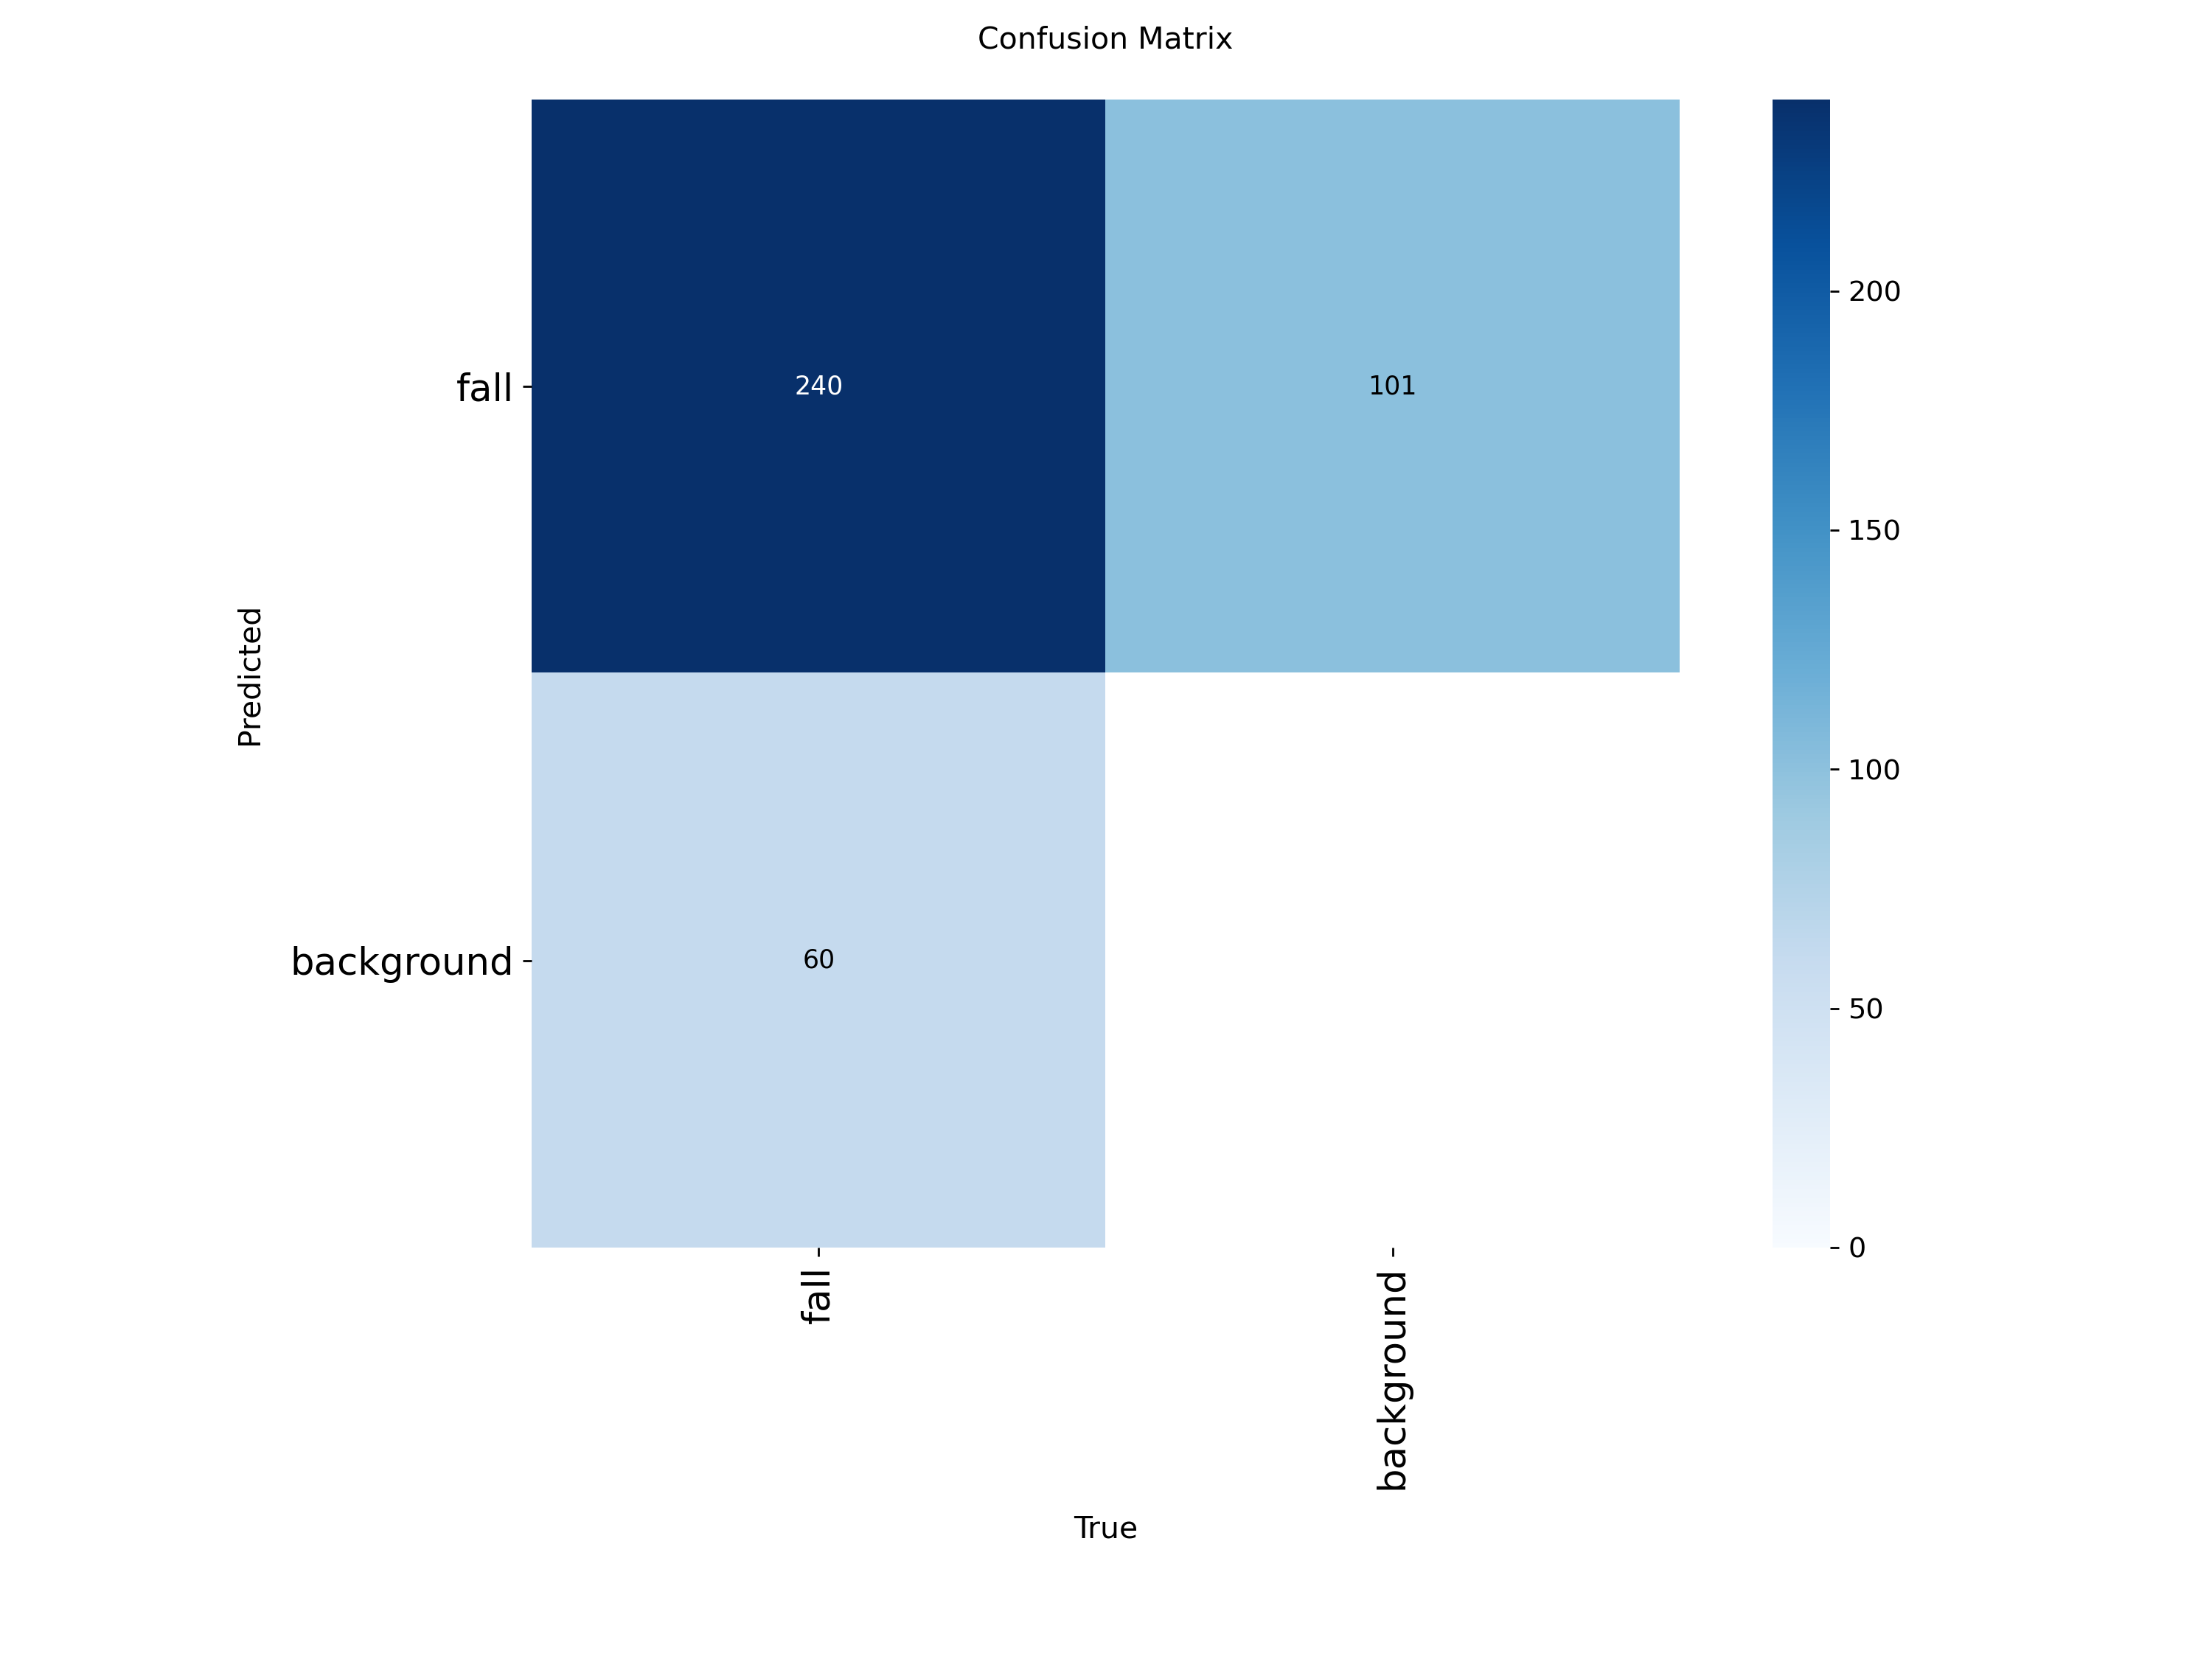 Confusion Matrix
fall
240
101
200
150
Predicted
100
background
60
50
0
fall
background
True